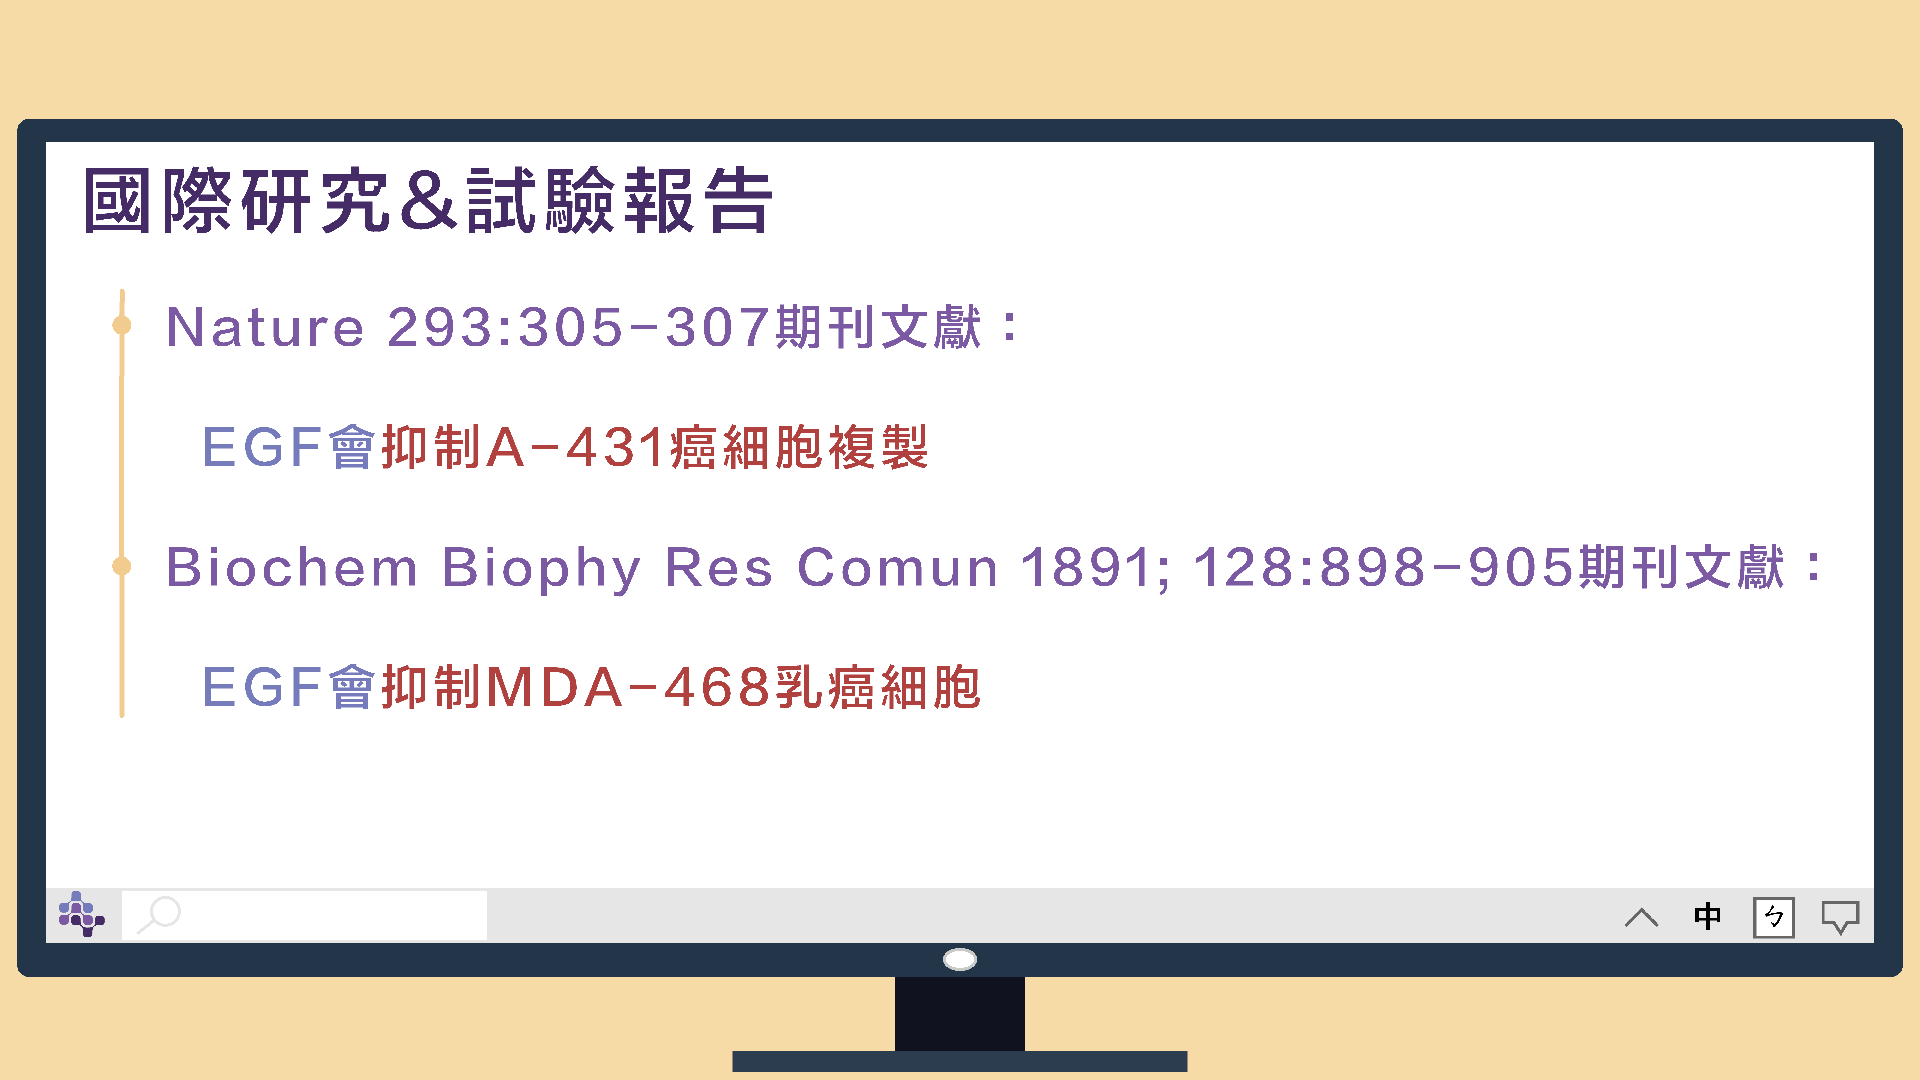 國際研究&試驗報告
Nature 293:305-307期刊文獻：
EGF會抑制A-431癌細胞複製
Biochem Biophy Res Comun 1891; 128:898-905期刊文獻：
EGF會抑制MDA-468乳癌細胞
中 ㄅ